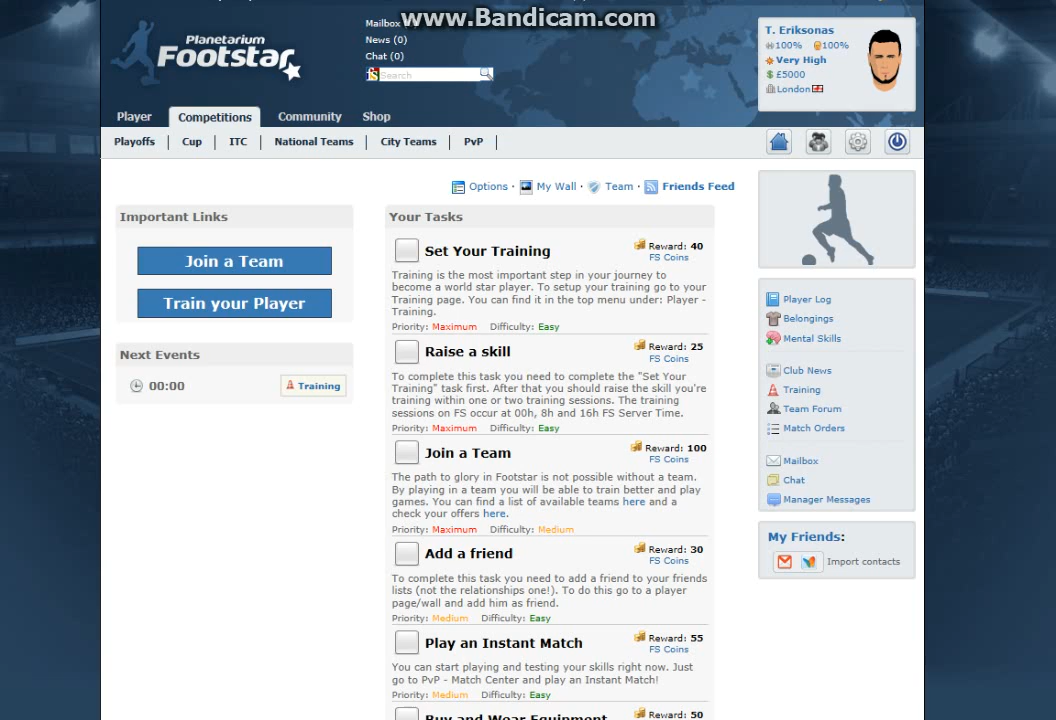 www.Bandicam.com
Planetarium
Footstar
Mailbox
News (0)
Chat (0)
fs Search
T. Eriksonas
100% 100%
Very High
$ £5000
London
Player Competitions Community Shop
Playoffs Cup ITC National Teams City Teams PvP
Options · My Wall · Team · Friends Feed
Important Links
Join a Team
Train your Player
Next Events
00:00 Training
Your Tasks
Set Your Training Reward: 40
FS Coins
Training is the most important step in your journey to
become a world star player. To setup your training go to your
Training page. You can find it in the top menu under: Player -
Training.
Priority: Maximum Difficulty: Easy
Raise a skill Reward: 25
FS Coins
To complete this task you need to complete the "Set Your
Training" task first. After that you should raise the skill you're
training within one or two training sessions. The training
sessions on FS occur at 00h, 8h and 16h FS Server Time.
Priority: Maximum Difficulty: Easy
Join a Team Reward: 100
FS Coins
The path to glory in Footstar is not possible without a team.
By playing in a team you will be able to train better and play
games. You can find a list of available teams here and a
check your offers here.
Priority: Maximum Difficulty: Medium
Add a friend Reward: 30
FS Coins
To complete this task you need to add a friend to your friends
lists (not the relationships one!). To do this go to a player
page/wall and add him as friend.
Priority: Medium Difficulty: Easy
Play an Instant Match Reward: 55
FS Coins
You can start playing and testing your skills right now. Just
go to PvP - Match Center and play an Instant Match!
Priority: Medium Difficulty: Easy
Buy and Wear Equipment Reward: 50
Player Log
Belongings
Mental Skills
Club News
Training
Team Forum
Match Orders
Mailbox
Chat
Manager Messages
My Friends:
Import contacts